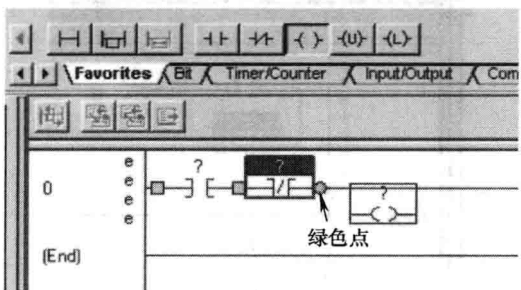 (U) (L)
Favorites Bit Timer/Counter Input/Output Com
? ? ?
0 e e e e
绿色点
(End)